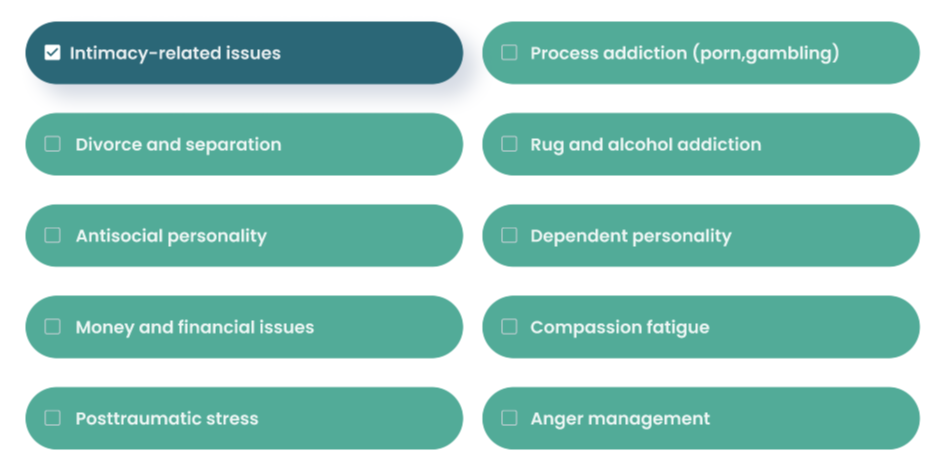 Intimacy-related issues
Process addiction (porn,gambling)
Divorce and separation
Rug and alcohol addiction
Antisocial personality
Dependent personality
Money and financial issues
Compassion fatigue
Posttraumatic stress
Anger management